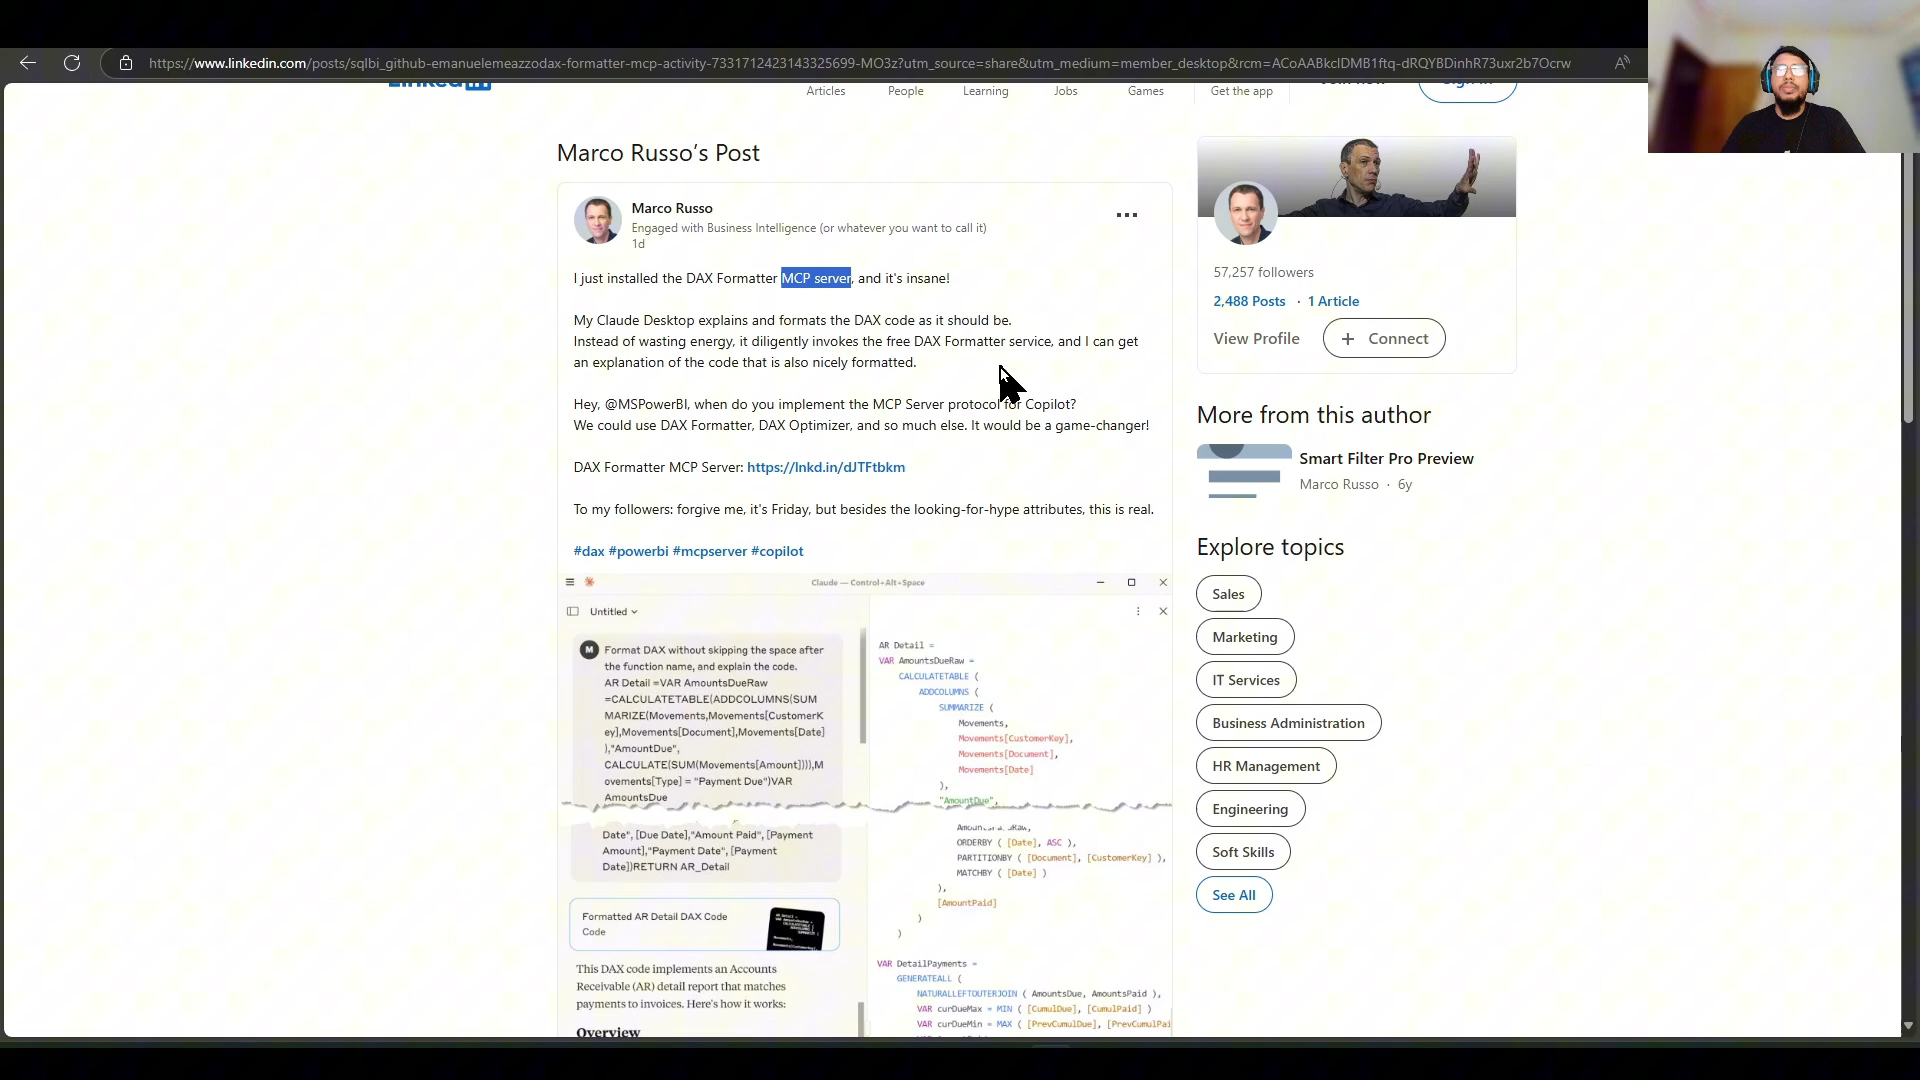 https://www.linkedin.com/posts/sqlbi_github-emanuelemeazzodax-formatter-mcp-activity-7331712423143325699-MO3z?utm_source=share&utm_medium=member_desktop&rcm=ACoAABkclDMB1ftq-dRQYBDinhR73uxr2b7Ocrw
Articles
People
Learning
Jobs
Games
Get the app
Marco Russo’s Post
Marco Russo
Engaged with Business Intelligence (or whatever you want to call it)
1d
I just installed the DAX Formatter MCP server, and it's insane!
My Claude Desktop explains and formats the DAX code as it should be.
Instead of wasting energy, it diligently invokes the free DAX Formatter service, and I can get
an explanation of the code that is also nicely formatted.
Hey, @MSPowerBI, when do you implement the MCP Server protocol for Copilot?
We could use DAX Formatter, DAX Optimizer, and so much else. It would be a game-changer!
DAX Formatter MCP Server: https://lnkd.in/dJTFtbkm
To my followers: forgive me, it's Friday, but besides the looking-for-hype attributes, this is real.
#dax #powerbi #mcpserver #copilot
Claude — Control+Alt+Space
Untitled
M
Format DAX without skipping the space after
the function name, and explain the code.
AR Detail =VAR AmountsDueRaw
=CALCULATETABLE(ADDCOLUMNS(SUM
MARIZE(Movements,Movements[CustomerK
ey],Movements[Document],Movements[Date]
),"AmountDue",
CALCULATE(SUM(Movements[Amount]))),M
ovements[Type] = "Payment Due")VAR
AmountsDue
Date", [Due Date],"Amount Paid", [Payment
Amount],"Payment Date", [Payment
Date])RETURN AR_Detail
Formatted AR Detail DAX Code
Code
This DAX code implements an Accounts
Receivable (AR) detail report that matches
payments to invoices. Here's how it works:
Overview
AR Detail =
VAR AmountsDueRaw =
CALCULATETABLE (
ADDCOLUMNS (
SUMMARIZE (
Movements,
Movements[CustomerKey],
Movements[Document],
Movements[Date]
),
"AmountDue",
ORDERBY ( [Date], ASC ),
PARTITIONBY ( [Document], [CustomerKey] ),
MATCHBY ( [Date] )
),
[AmountPaid]
)
)
VAR DetailPayments =
GENERATEALL (
NATURALLEFTOUTERJOIN ( AmountsDue, AmountsPaid ),
VAR curDueMax = MIN ( [CumulDue], [CumulPaid] )
VAR curDueMin = MAX ( [PrevCumulDue], [PrevCumulPai
57,257 followers
2,488 Posts · 1 Article
View Profile
+ Connect
More from this author
Smart Filter Pro Preview
Marco Russo · 6y
Explore topics
Sales
Marketing
IT Services
Business Administration
HR Management
Engineering
Soft Skills
See All